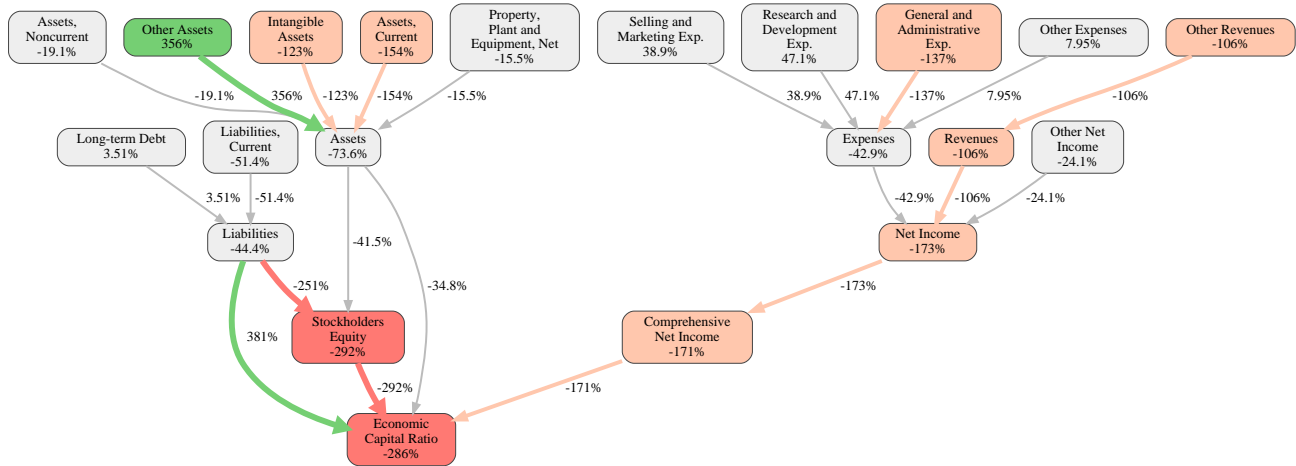 Assets,
Noncurrent
-19.1%
Other Assets
356%
Intangible
Assets
-123%
Assets,
Current
-154%
Property,
Plant and
Equipment, Net
-15.5%
Selling and
Marketing Exp.
38.9%
Research and
Development
Exp.
47.1%
General and
Administrative
Exp.
-137%
Other Expenses
7.95%
Other Revenues
-106%
-19.1%
356%
-123%
-154%
-15.5%
38.9%
47.1%
-137%
7.95%
-106%
Long-term Debt
3.51%
Liabilities,
Current
-51.4%
Assets
-73.6%
Expenses
-42.9%
Revenues
-106%
Other Net
Income
-24.1%
3.51%
-51.4%
-42.9%
-106%
-24.1%
Liabilities
-44.4%
-41.5%
Net Income
-173%
-251%
-34.8%
-173%
381%
Stockholders
Equity
-292%
Comprehensive
Net Income
-171%
-292%
-171%
Economic
Capital Ratio
-286%